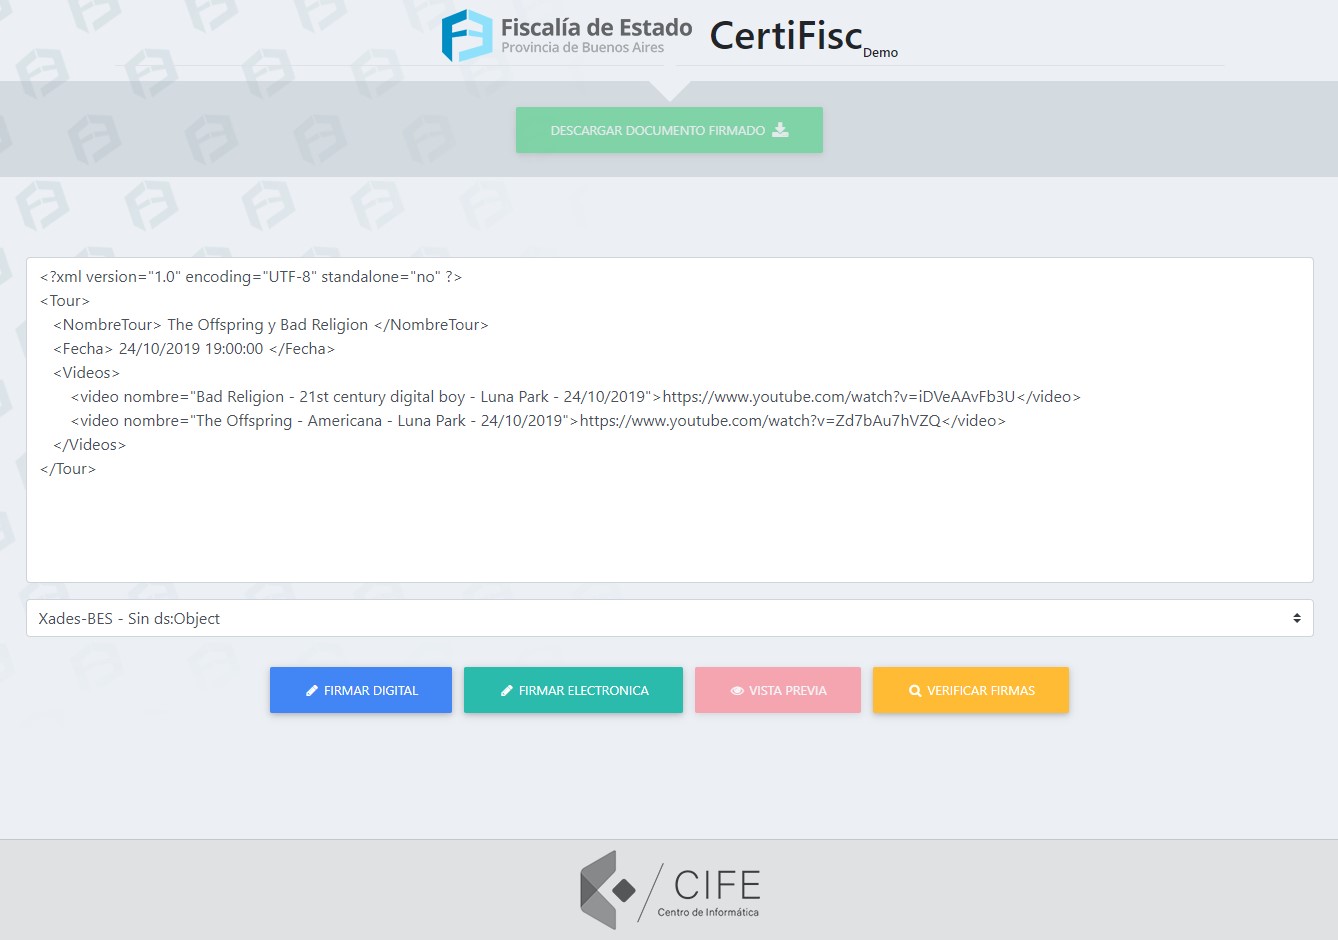 Fiscalía de Estado
Provincia de Buenos Aires
CertiFisc
Demo
DESCARGAR DOCUMENTO FIRMADO
<?xml version="1.0" encoding="UTF-8" standalone="no" ?>
<Tour>
<NombreTour> The Offspring y Bad Religion </NombreTour>
<Fecha> 24/10/2019 19:00:00 </Fecha>
<Videos>
<video nombre="Bad Religion - 21st century digital boy - Luna Park - 24/10/2019">https://www.youtube.com/watch?v=iDVeAAvFb3U</video>
<video nombre="The Offspring - Americana - Luna Park - 24/10/2019">https://www.youtube.com/watch?v=Zd7bAu7hVZQ</video>
</Videos>
</Tour>
Xades-BES - Sin ds:Object
FIRMAR DIGITAL
FIRMAR ELECTRONICA
VISTA PREVIA
VERIFICAR FIRMAS
CIFE
Centro de Informática